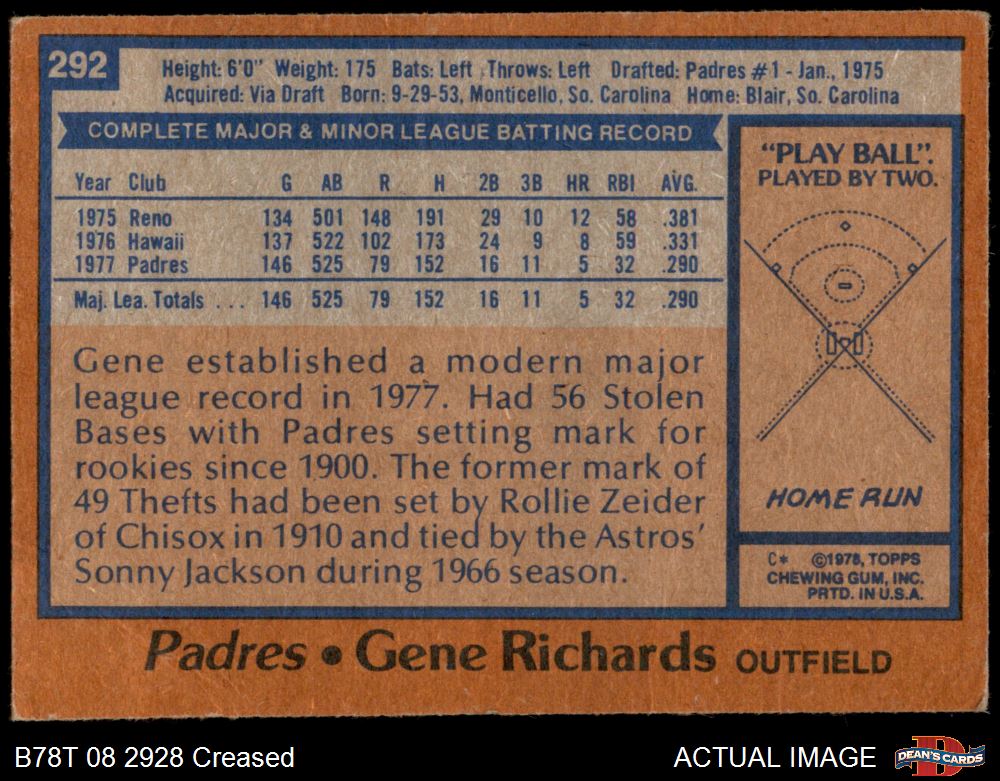 292
Height: 6'0" Weight: 175 Bats: Left Throws: Left Drafted: Padres #1 - Jan., 1975
Acquired: Via Draft Born: 9-29-53, Monticello, So. Carolina Home: Blair, So. Carolina
COMPLETE MAJOR & MINOR LEAGUE BATTING RECORD
Year Club G AB R H 2B 3B HR RBI AVG.
1975 Reno 134 501 148 191 29 10 12 58 .381
1976 Hawaii 137 522 102 173 24 9 8 59 .331
1977 Padres 146 525 79 152 16 11 5 32 .290
Maj. Lea. Totals ... 146 525 79 152 16 11 5 32 .290
Gene established a modern major
league record in 1977. Had 56 Stolen
Bases with Padres setting mark for
rookies since 1900. The former mark of
49 Thefts had been set by Rollie Zeider
of Chisox in 1910 and tied by the Astros'
Sonny Jackson during 1966 season.
"PLAY BALL".
PLAYED BY TWO.
HOME RUN
C* ©1978, TOPPS
CHEWING GUM, INC.
PRTD. IN U.S.A.
Padres • Gene Richards OUTFIELD
B78T 08 2928 Creased
ACTUAL IMAGE
D
DEAN'S CARDS